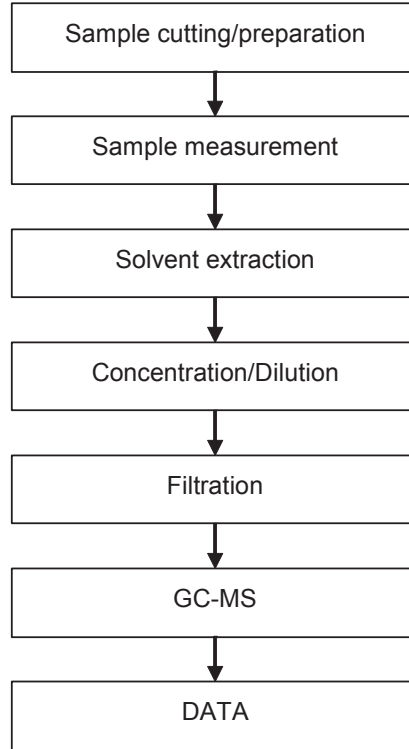 Sample cutting/preparation
Sample measurement
Solvent extraction
Concentration/Dilution
Filtration
GC-MS
DATA